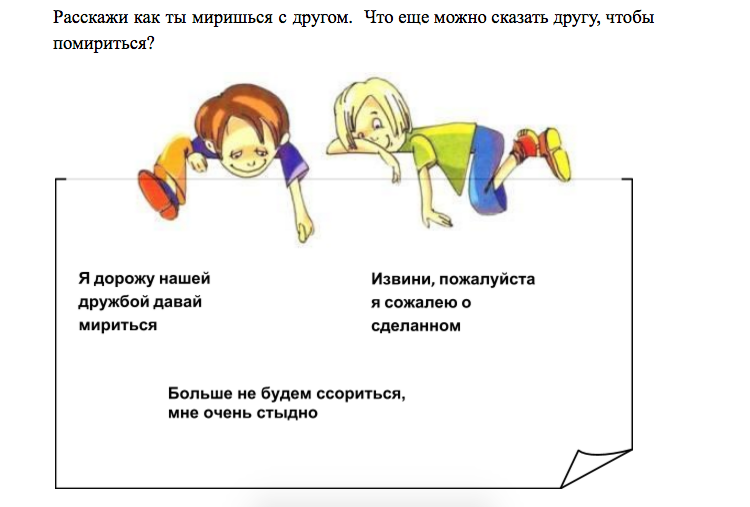 Расскажи как ты миришься с другом. Что еще можно сказать другу, чтобы
помириться?
Я дорожу нашей
дружбой давай
мириться
Извини, пожалуйста
я сожалею о
сделанном
Больше не будем ссориться,
мне очень стыдно